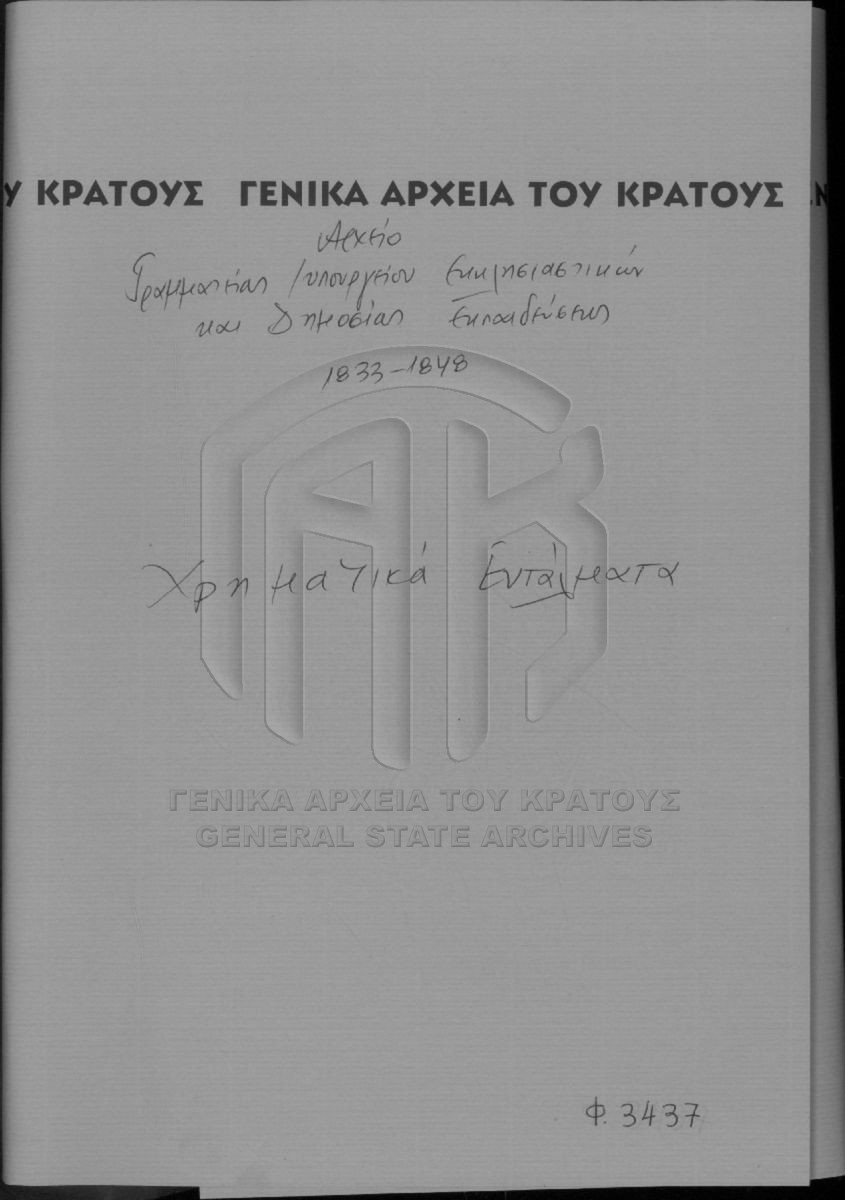 Υ ΚΡΑΤΟΥΣ ΓΕΝΙΚΑ ΑΡΧΕΙΑ ΤΟΥ ΚΡΑΤΟΥΣ ΕΝ
Αρχείο
Γραμματείας / υπουργείου Εκκλησιαστικών
και Δημοσίας Εκπαιδεύσεως
1833-1848
Χρηματικά Εντάλματα
ΓΕΝΙΚΑ ΑΡΧΕΙΑ ΤΟΥ ΚΡΑΤΟΥΣ
GENERAL STATE ARCHIVES
Φ. 3437